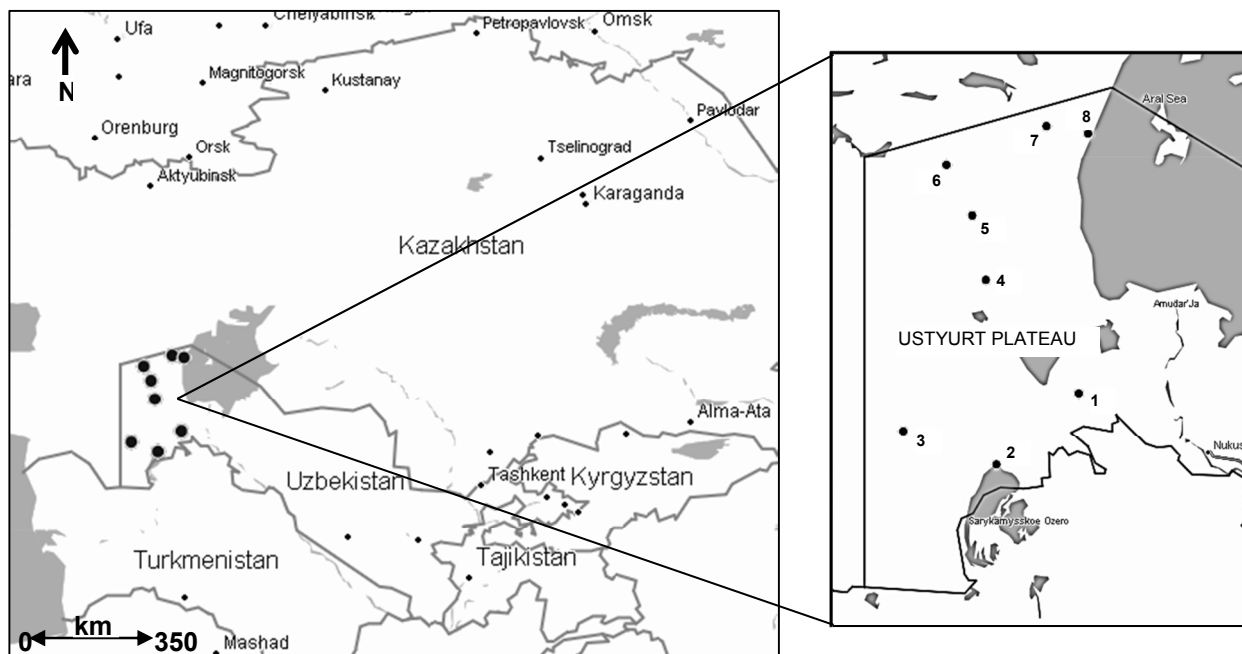 Chelyabinsk
Ufa
Petropavlovsk
Omsk
N
ara
Magnitogorsk
Kustanay
Pavlodar
Orenburg
Orsk
Tselinograd
Aktyubinsk
Karaganda
Kazakhstan
Alma-Ata
Tashkent
Kyrgyzstan
Uzbekistan
Turkmenistan
Tajikistan
km
0
350
Mashad
Aral Sea
8
7
6
5
4
Amudar'Ja
USTYURT PLATEAU
1
3
2
Nukus
Sarykamysskoe Ozero